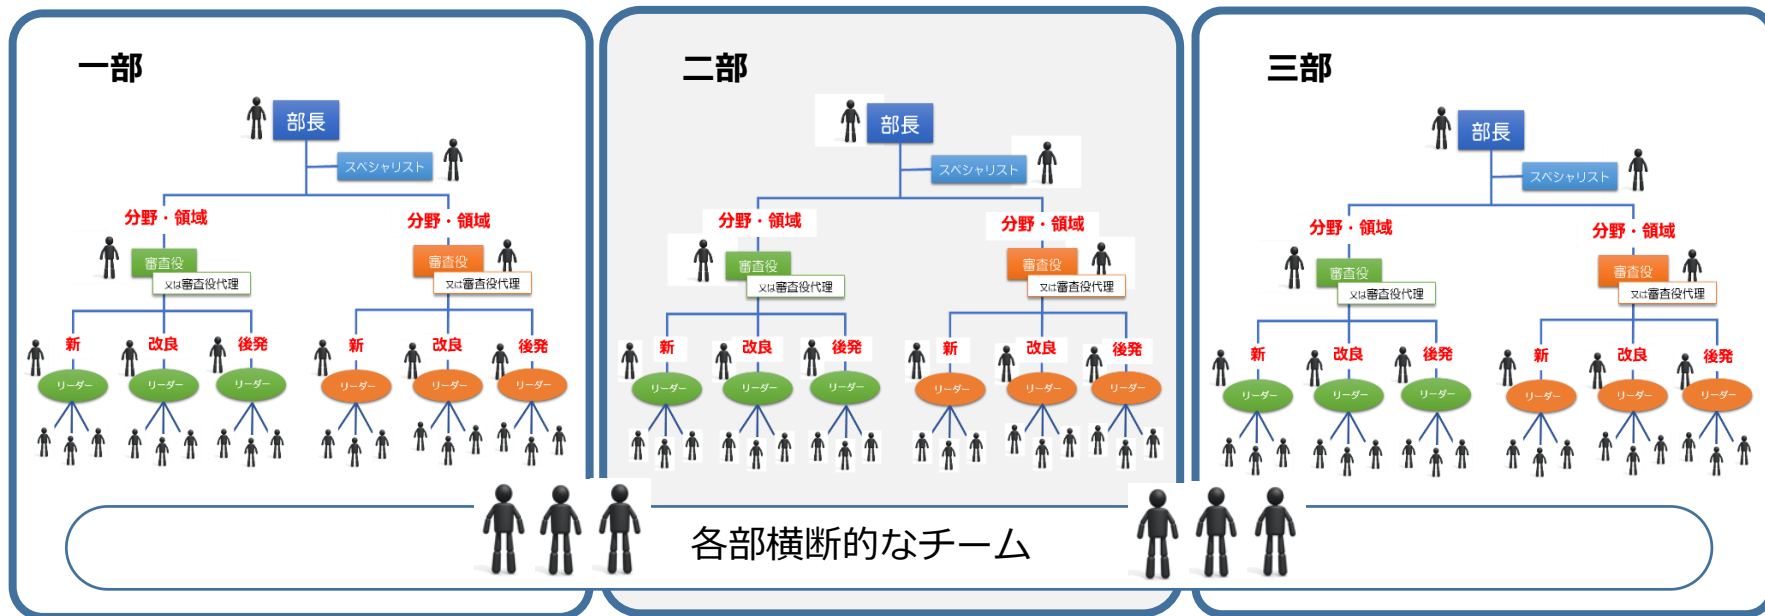 一部
部長
スペシャリスト
分野・領域
分野・領域
審査役
又は審査役代理
審査役
又は審査役代理
新
改良
後発
新
改良
後発
リーダー
リーダー
リーダー
リーダー
リーダー
リーダー
二部
部長
スペシャリスト
分野・領域
分野・領域
審査役
又は審査役代理
審査役
又は審査役代理
新
改良
後発
新
改良
後発
リーダー
リーダー
リーダー
リーダー
リーダー
リーダー
三部
部長
スペシャリスト
分野・領域
分野・領域
審査役
又は審査役代理
審査役
又は審査役代理
新
改良
後発
新
改良
後発
リーダー
リーダー
リーダー
リーダー
リーダー
リーダー
各部横断的なチーム